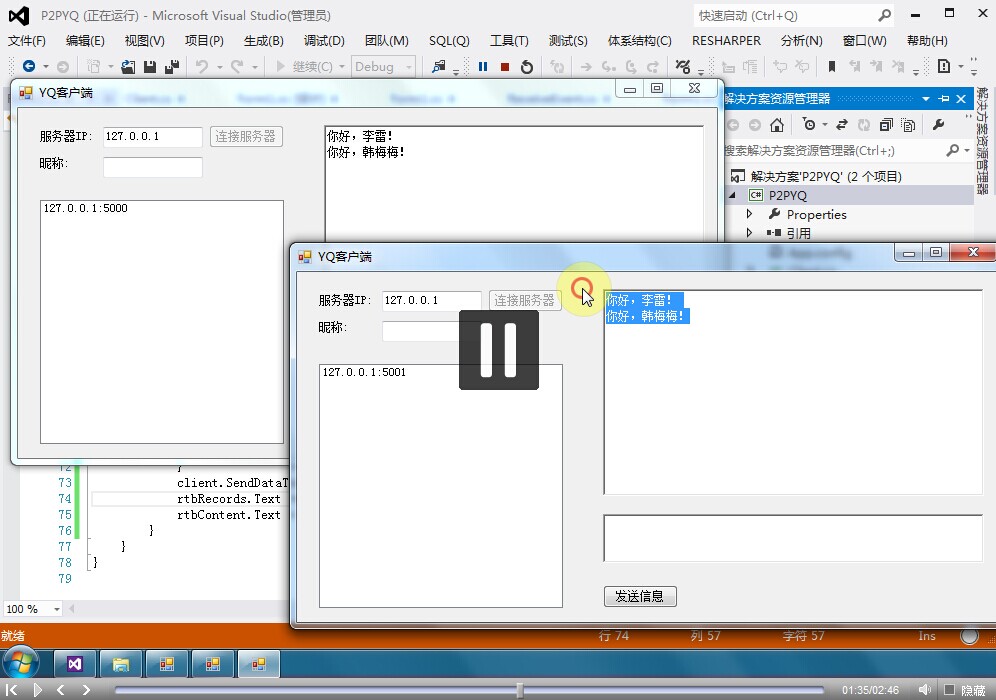 P2PYQ (正在运行) - Microsoft Visual Studio(管理员)
快速启动 (Ctrl+Q)
文件(F) 编辑(E) 视图(V) 项目(P) 生成(B) 调试(D) 团队(M) SQL(Q) 工具(T) 测试(S) 体系结构(C) RESHARPER 分析(N) 窗口(W) 帮助(H)
继续(C) Debug
YQ客户端
服务器IP: 127.0.0.1 连接服务器
昵称:
127.0.0.1:5000
你好，李雷！
你好，韩梅梅！
解决方案资源管理器
搜索解决方案资源管理器(Ctrl+;)
解决方案'P2PYQ' (2 个项目)
P2PYQ
Properties
引用
解决方案资源管理器
YQ客户端
服务器IP: 127.0.0.1 连接服务器
昵称:
127.0.0.1:5001
你好，李雷！
你好，韩梅梅！
发送信息
72 }
73 client.SendDataT
74 rtbRecords.Text
75 rtbContent.Text
76 }
77 }
78 }
79
100 %
就绪 行 74 列 57 字符 57 Ins
01:35/02:46 隐藏